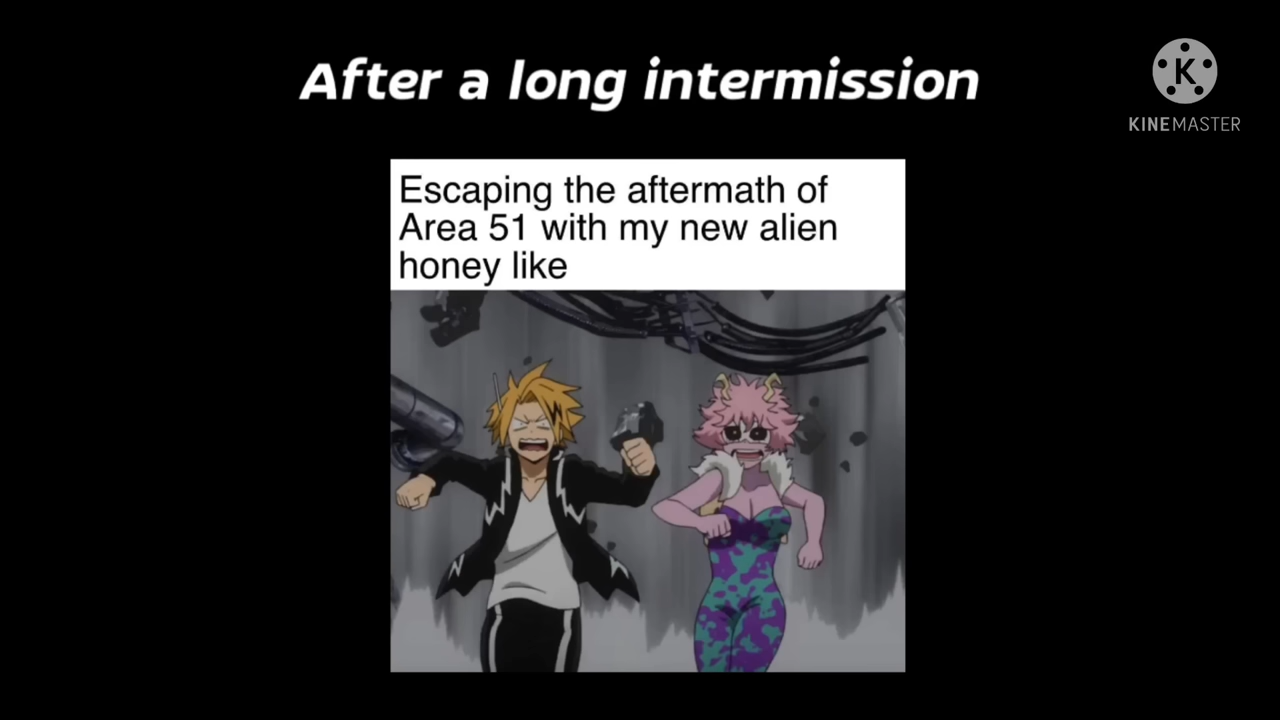 After a long intermission
K
KINEMASTER
Escaping the aftermath of
Area 51 with my new alien
honey like